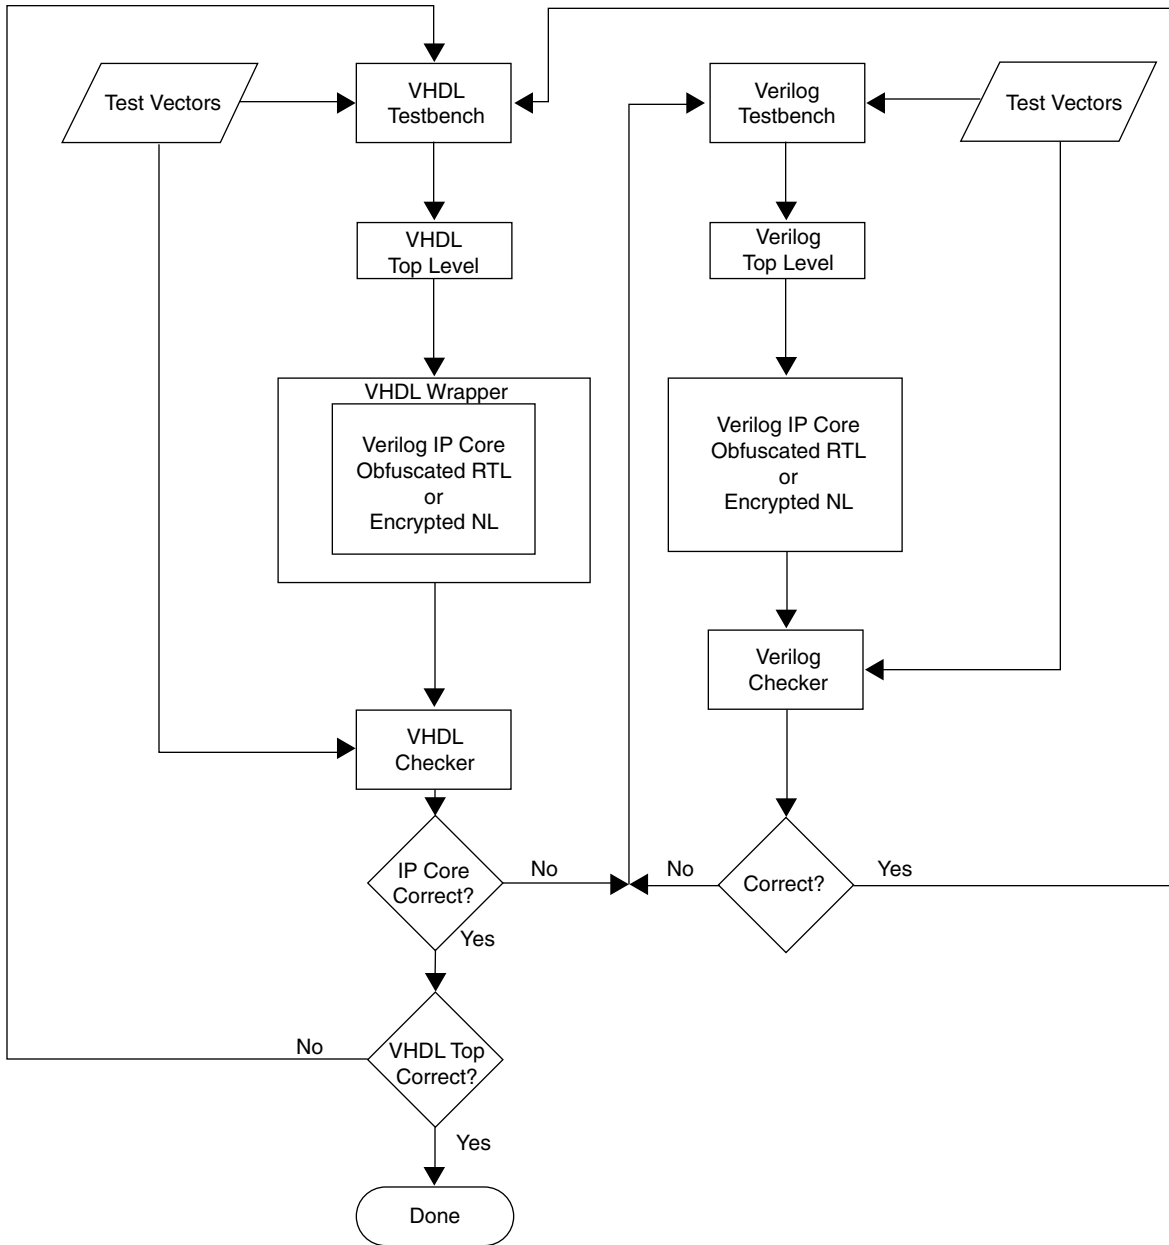 Test Vectors
VHDL
Testbench
Verilog
Testbench
Test Vectors
VHDL
Top Level
Verilog
Top Level
VHDL Wrapper
Verilog IP Core
Obfuscated RTL
or
Encrypted NL
Verilog IP Core
Obfuscated RTL
or
Encrypted NL
Verilog
Checker
VHDL
Checker
IP Core
Correct?
No
No
Correct?
Yes
Yes
No
VHDL Top
Correct?
Yes
Done